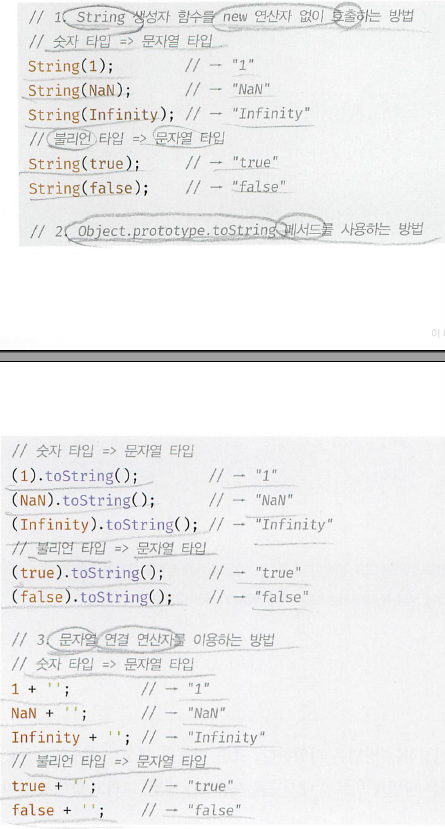 // 1. String 생성자 함수를 new 연산자 없이 호출하는 방법
// 숫자 타입 => 문자열 타입
String(1);        // → "1"
String(NaN);      // → "NaN"
String(Infinity); // → "Infinity"
// 불리언 타입 => 문자열 타입
String(true);     // → "true"
String(false);    // → "false"
// 2. Object.prototype.toString 메서드를 사용하는 방법
// 숫자 타입 => 문자열 타입
(1).toString();        // → "1"
(NaN).toString();      // → "NaN"
(Infinity).toString(); // → "Infinity"
// 불리언 타입 => 문자열 타입
(true).toString();     // → "true"
(false).toString();    // → "false"
// 3. 문자열 연결 연산자를 이용하는 방법
// 숫자 타입 => 문자열 타입
1 + '';        // → "1"
NaN + '';      // → "NaN"
Infinity + ''; // → "Infinity"
// 불리언 타입 => 문자열 타입
true + '';     // → "true"
false + '';    // → "false"